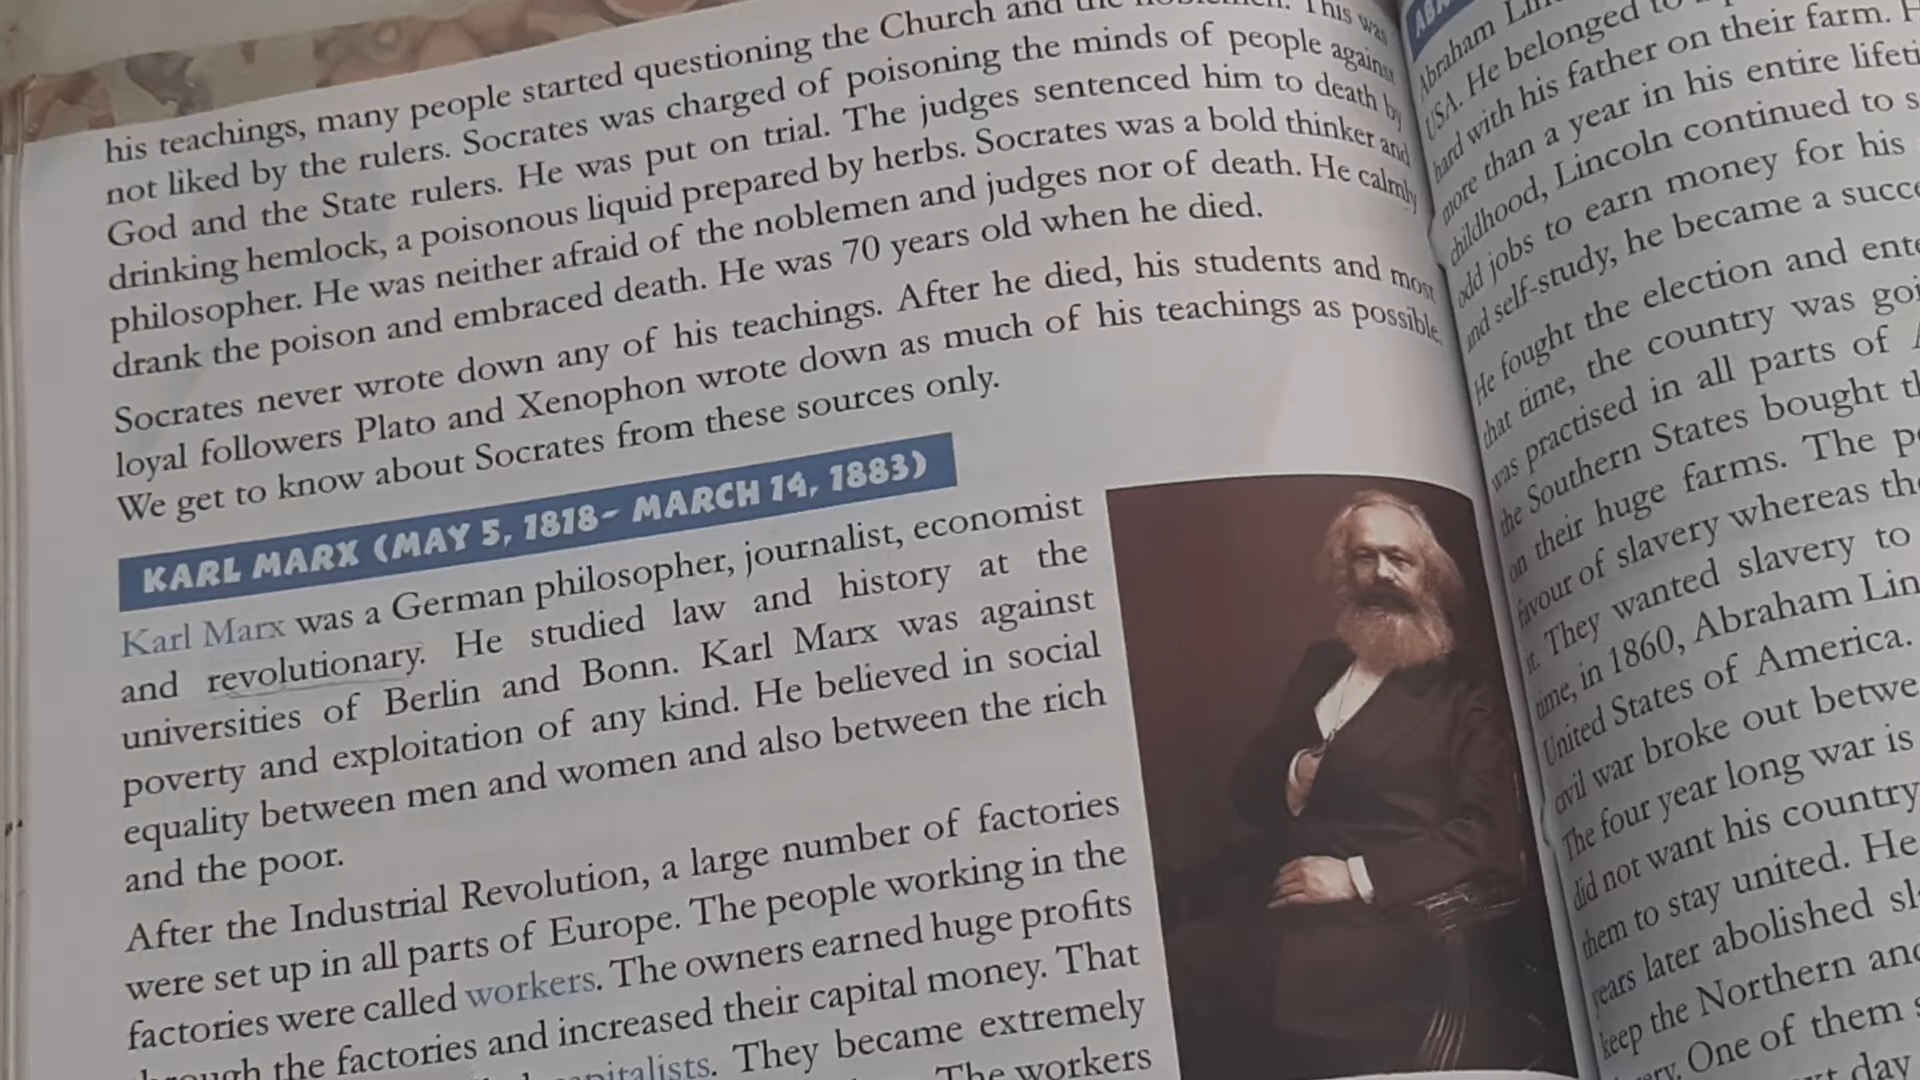 his teachings, many people started questioning the Church and the noblemen. This was
not liked by the rulers. Socrates was charged of poisoning the minds of people against
God and the State rulers. He was put on trial. The judges sentenced him to death by
drinking hemlock, a poisonous liquid prepared by herbs. Socrates was a bold thinker and
philosopher. He was neither afraid of the noblemen and judges nor of death. He calmly
drank the poison and embraced death. He was 70 years old when he died.
Socrates never wrote down any of his teachings. After he died, his students and most
loyal followers Plato and Xenophon wrote down as much of his teachings as possible.
We get to know about Socrates from these sources only.
KARL MARX (MAY 5, 1818- MARCH 14, 1883)
Karl Marx was a German philosopher, journalist, economist
and revolutionary. He studied law and history at the
universities of Berlin and Bonn. Karl Marx was against
poverty and exploitation of any kind. He believed in social
equality between men and women and also between the rich
and the poor.
After the Industrial Revolution, a large number of factories
were set up in all parts of Europe. The people working in the
factories were called workers. The owners earned huge profits
through the factories and increased their capital money. That
capitalists. They became extremely
The workers
Abraham
USA. He belonged to
hard with his father on their farm.
more than a year in his entire
childhood, Lincoln continued to
odd jobs to earn money for his
and self-study, he became a
He fought the election and
that time, the country was
was practised in all parts of
the Southern States bought
on their huge farms. The
favour of slavery whereas
it. They wanted slavery to
time, in 1860, Abraham
United States of America.
civil war broke out
The four year long war is
did not want his country
them to stay united. He
years later abolished
keep the Northern and
One of them
day